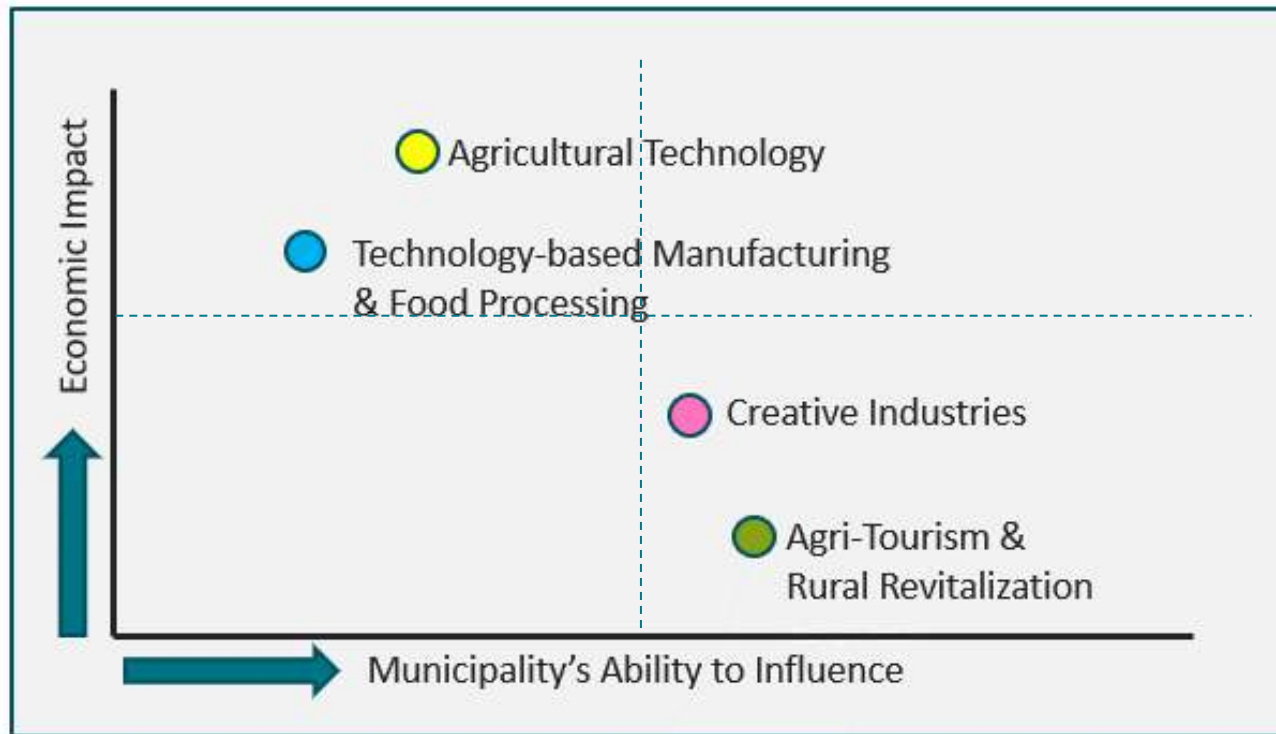 Economic Impact
Agricultural Technology
Technology-based Manufacturing
& Food Processing
Creative Industries
Agri-Tourism &
Rural Revitalization
Municipality’s Ability to Influence